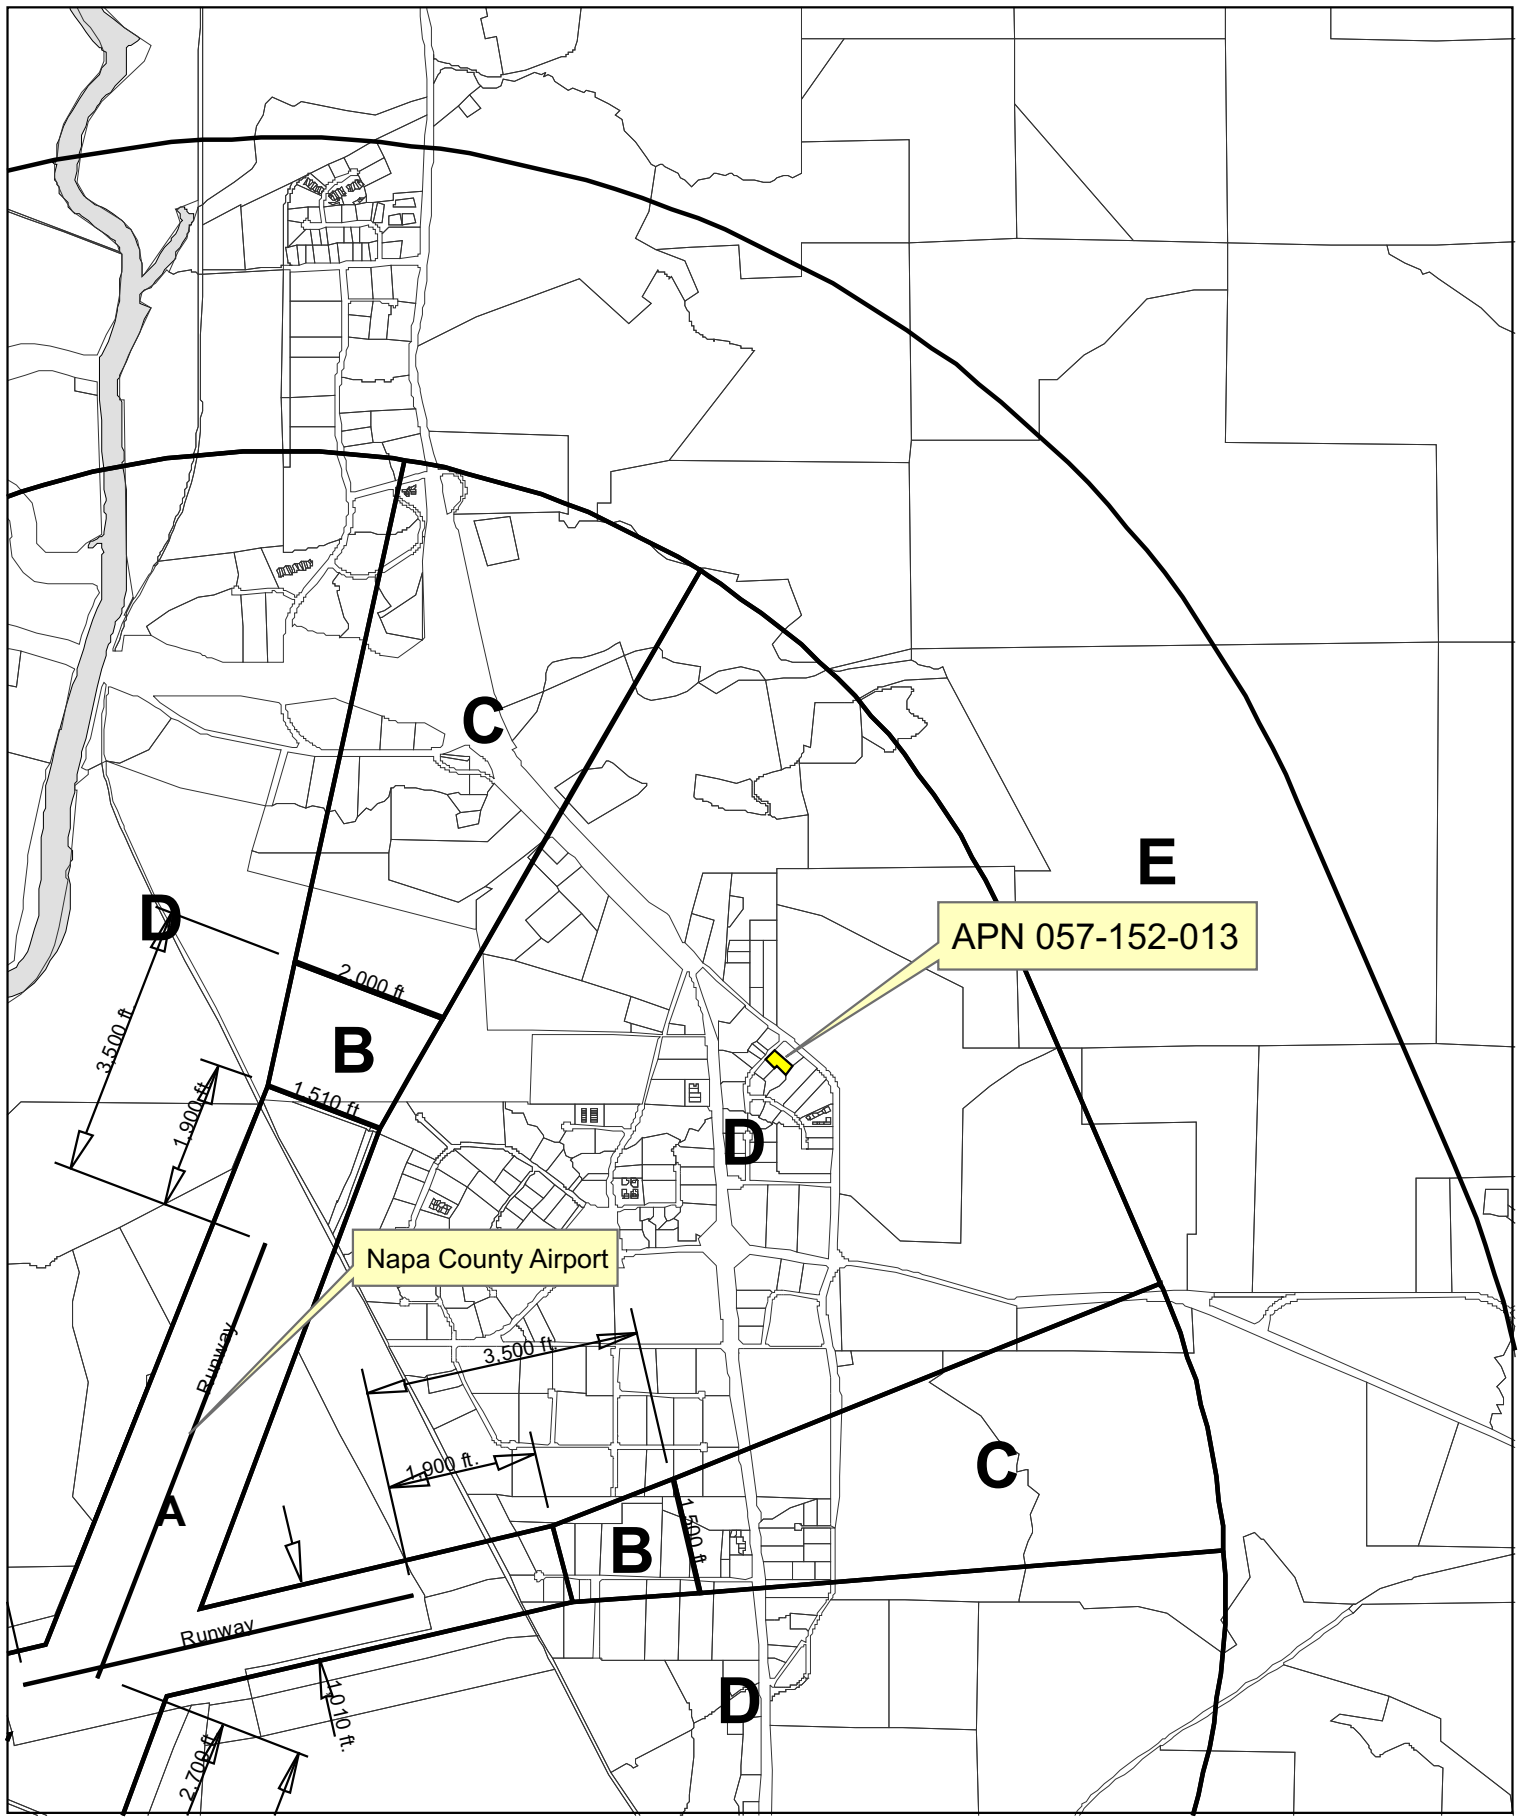 C
E
D
APN 057-152-013
2,000 ft.
3,500 ft.
B
1,900 ft.
1,510 ft.
D
Napa County Airport
Runway
3,500 ft.
1,900 ft.
C
A
1,500 ft.
B
Runway
1,010 ft.
D
2,700 ft.